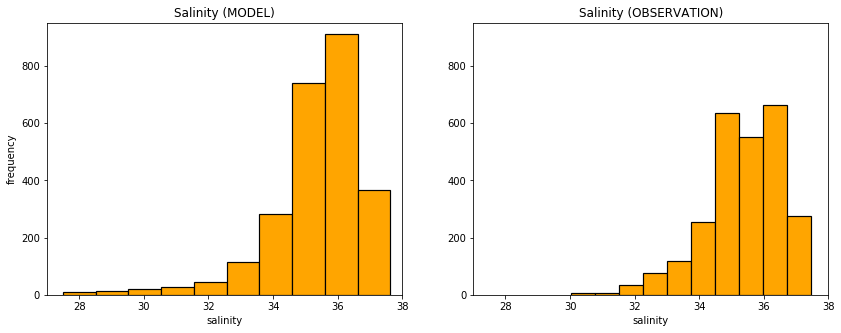 Salinity (MODEL)
frequency
800
600
400
200
0
28 30 32 34 36 38
salinity
Salinity (OBSERVATION)
800
600
400
200
0
28 30 32 34 36 38
salinity